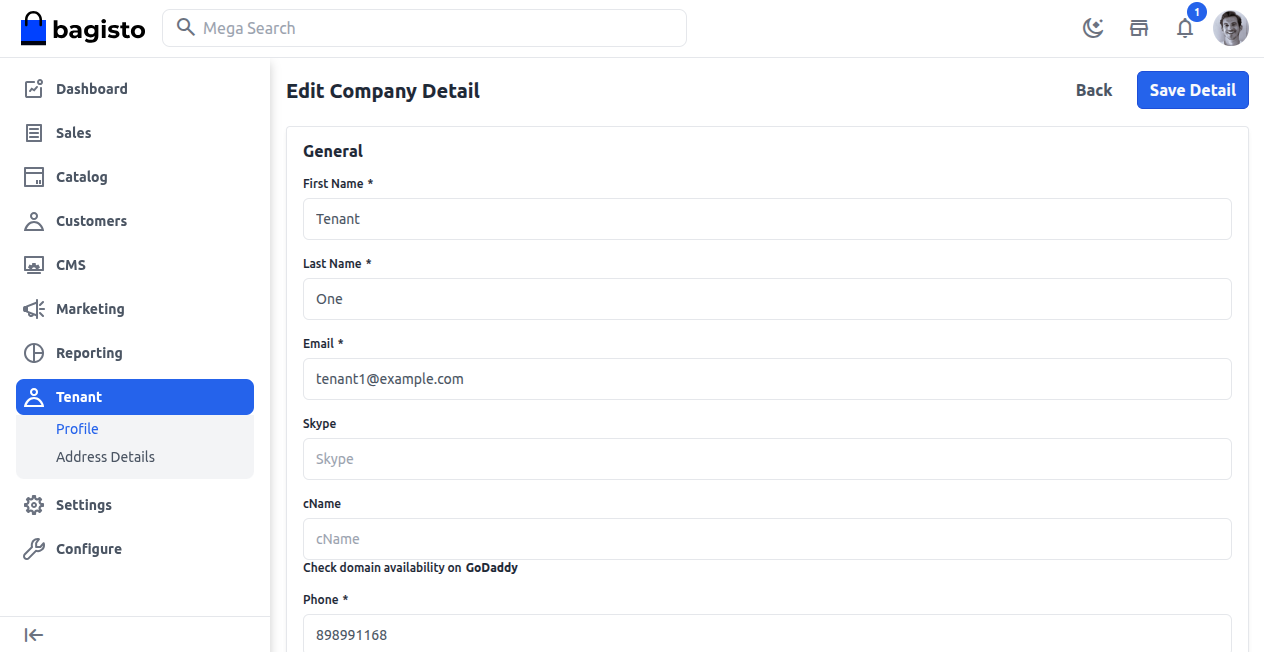 bagisto
Mega Search
1
Dashboard
Sales
Catalog
Customers
CMS
Marketing
Reporting
Tenant
Profile
Address Details
Settings
Configure
Edit Company Detail
Back
Save Detail
General
First Name *
Tenant
Last Name *
One
Email *
tenant1@example.com
Skype
Skype
cName
cName
Check domain availability on GoDaddy
Phone *
898991168